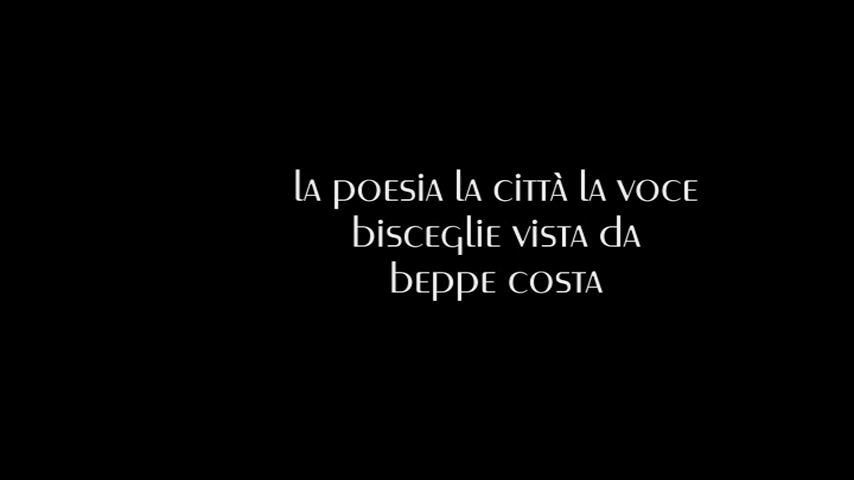 la poesia la città la voce
bisceglie vista da
beppe costa